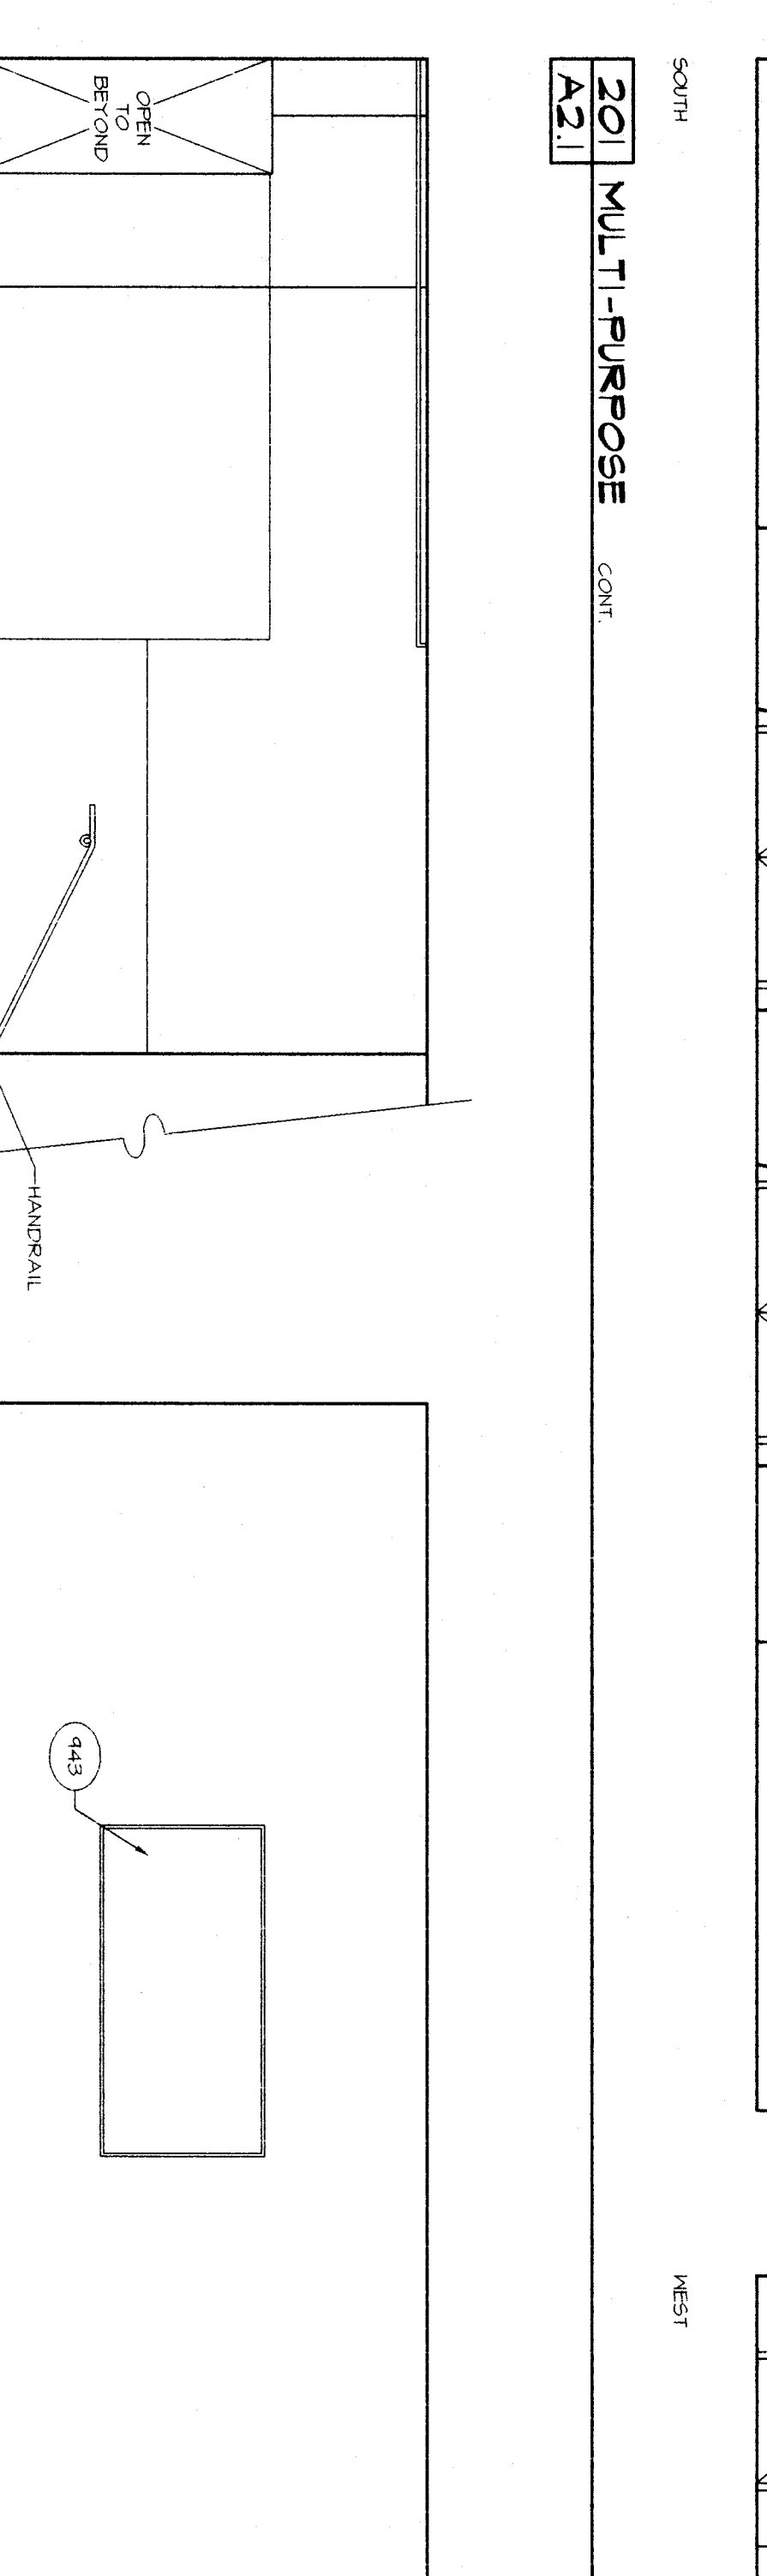 SOUTH
WEST
201 MULTI-PURPOSE CONT.
A2.1
OPEN
TO
BEYOND
HANDRAIL
943